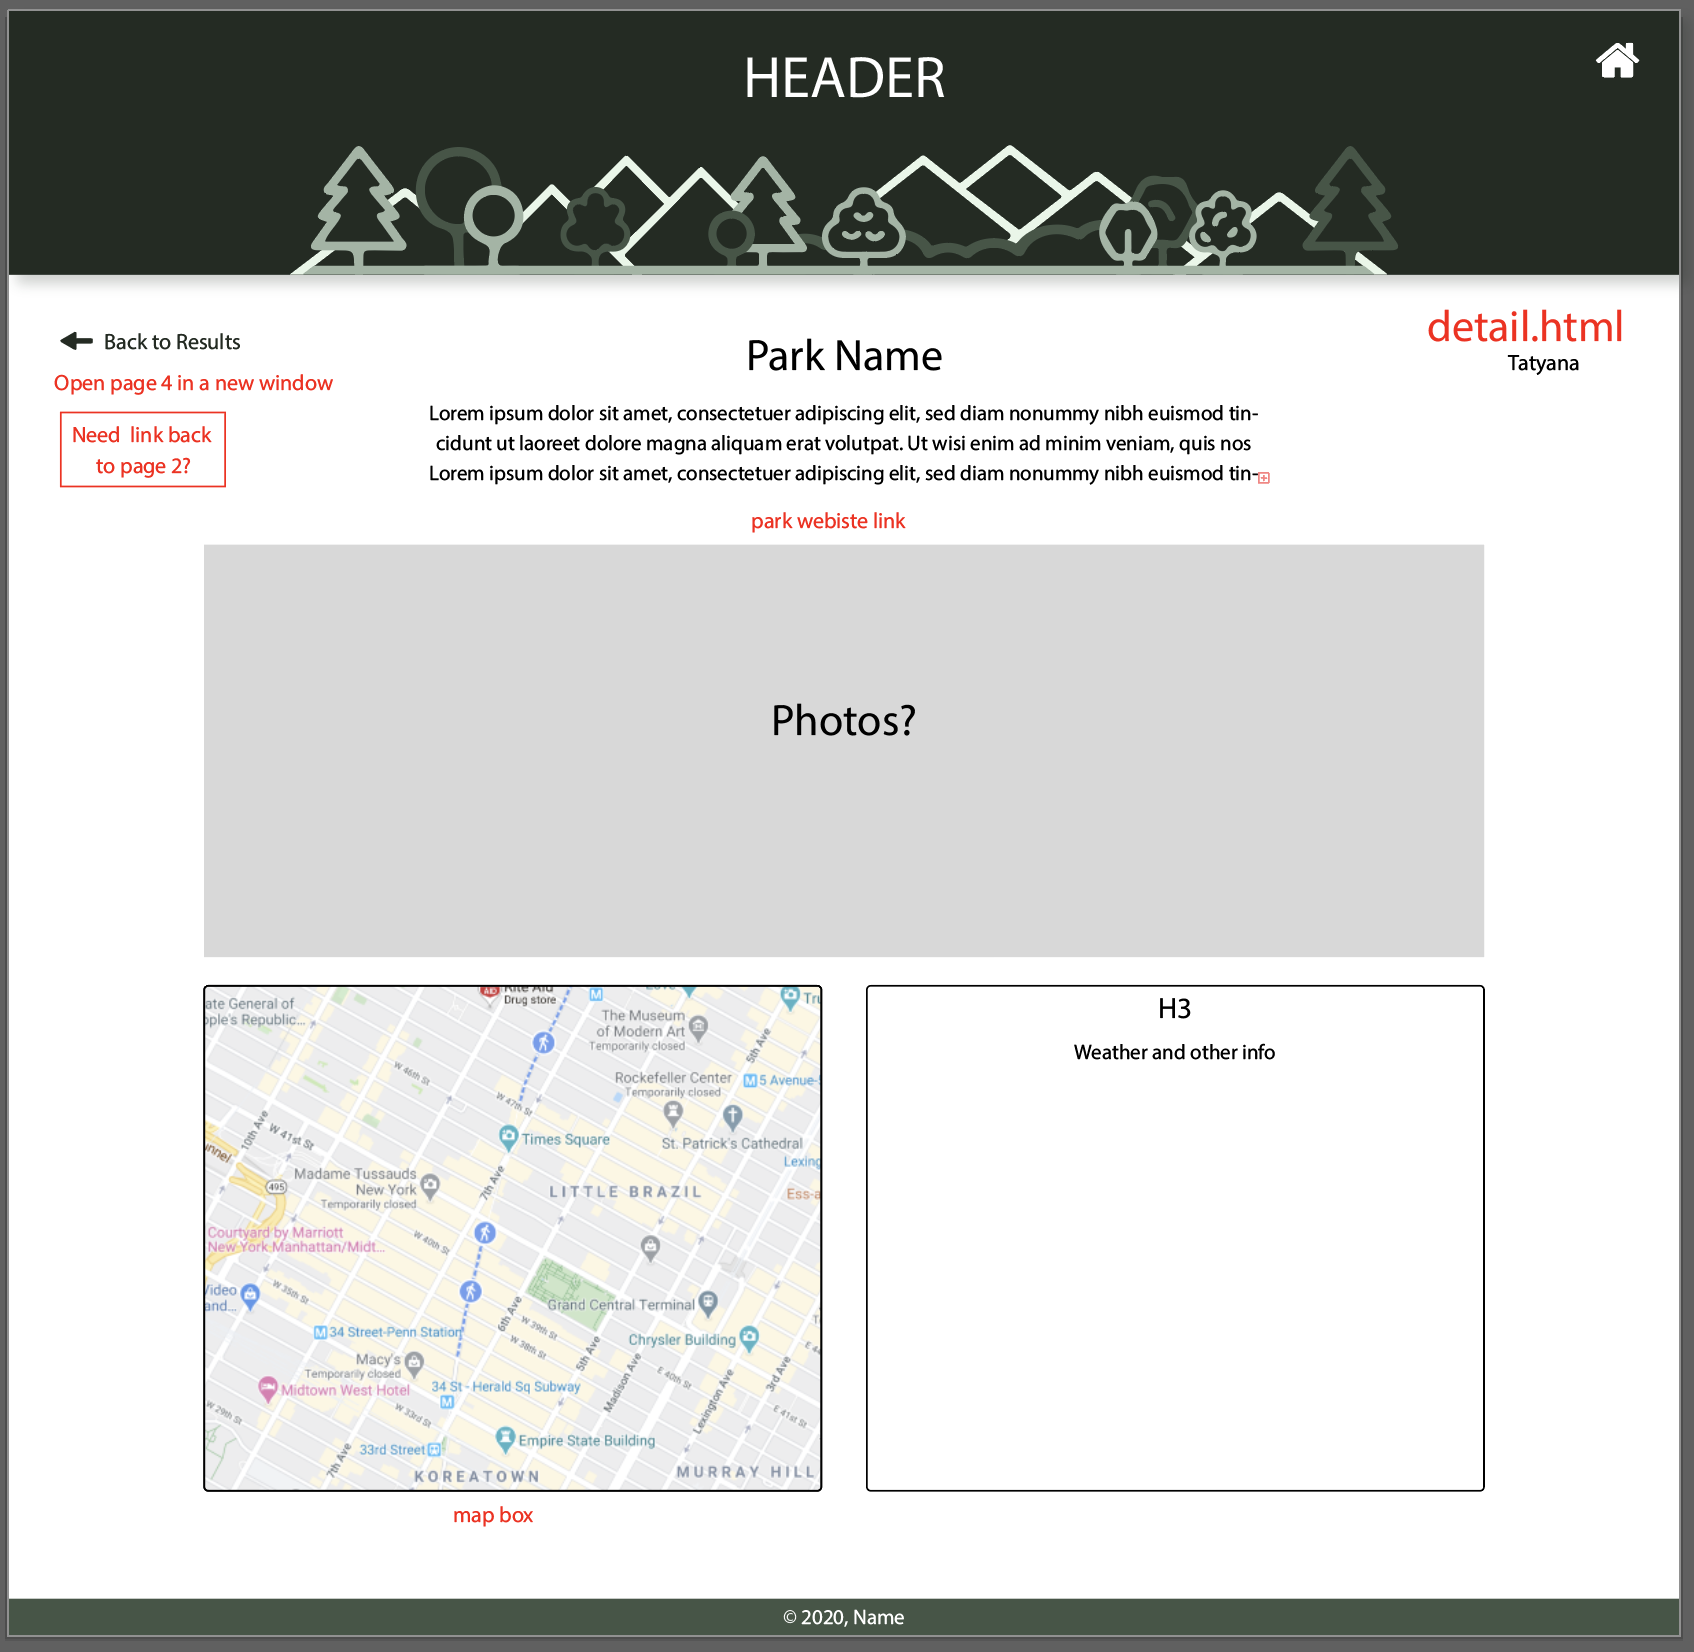 HEADER
detail.html
Tatyana
Back to Results
Open page 4 in a new window
Need  link back
to page 2?
Park Name
Lorem ipsum dolor sit amet, consectetuer adipiscing elit, sed diam nonummy nibh euismod tin-
cidunt ut laoreet dolore magna aliquam erat volutpat. Ut wisi enim ad minim veniam, quis nos
Lorem ipsum dolor sit amet, consectetuer adipiscing elit, sed diam nonummy nibh euismod tin-
park webiste link
Photos?
ate General of
ople's Republic...
Rite Aid
Drug store
M
Tru
The Museum
of Modern Art
Temporarily closed
5th Ave
W 46th St
Rockefeller Center
Temporarily closed
M 5 Avenue-
W 47th St
10th Ave
W 41st St
Times Square
St. Patrick's Cathedral
Lexing
unnel
495
Madame Tussauds
New York
Temporarily closed
7th Ave
LITTLE BRAZIL
Ess-a
Courtyard by Marriott
New York Manhattan/Midt...
W 40th St
Video
and...
W 35th St
Grand Central Terminal
6th Ave
W 39th St
W 38th St
M 34 Street-Penn Station
Chrysler Building
5th Ave
E 44
Macy's
Temporarily closed
Madison Ave
E 40th St
3rd Ave
Midtown West Hotel
34 St - Herald Sq Subway
M
Lexington Ave
E 41st St
W 29th St
W 33rd St
33rd Street
Empire State Building
7th Ave
KOREATOWN
MURRAY HILL
map box
H3
Weather and other info
© 2020, Name